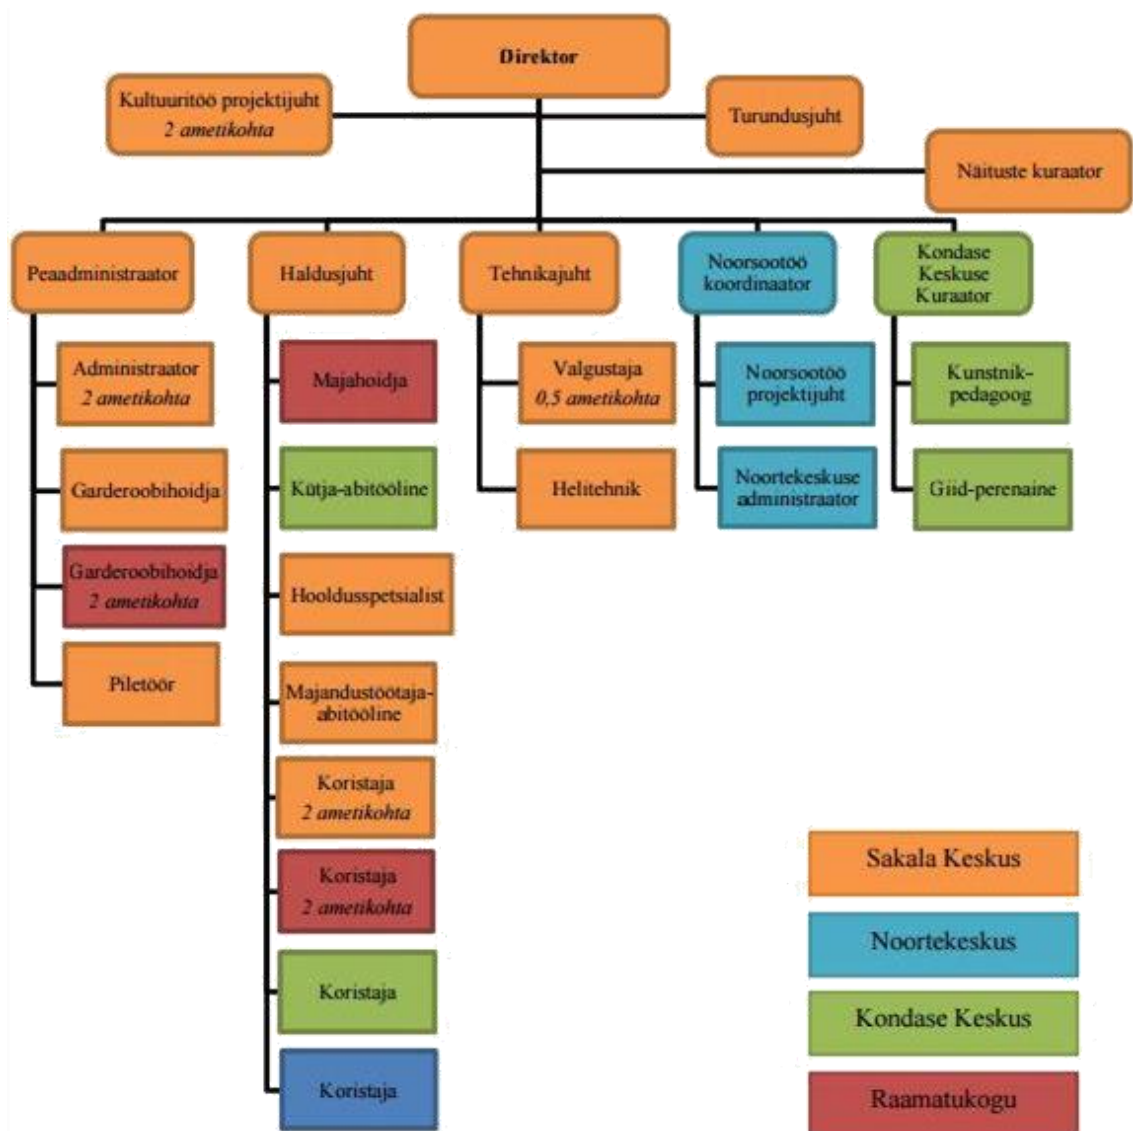 Direktor
Kultuuritöö projektijuht
2 ametikohta
Turundusjuht
Näituste kuraator
Peaadministraator
Haldusjuht
Tehnikajuht
Noorsootöö
koordinaator
Kondase
Keskuse
Kuraator
Administraator
2 ametikohta
Garderoobihoidja
Garderoobihoidja
2 ametikohta
Piletöör
Majahoidja
Kütja-abitööline
Hooldusspetsialist
Majandustöötaja-
abitööline
Koristaja
2 ametikohta
Koristaja
2 ametikohta
Koristaja
Koristaja
Valgustaja
0,5 ametikohta
Helitehnik
Noorsootöö
projektijuht
Noortekeskuse
administraator
Kunstnik-
pedagoog
Giid-perenaine
Sakala Keskus
Noortekeskus
Kondase Keskus
Raamatukogu